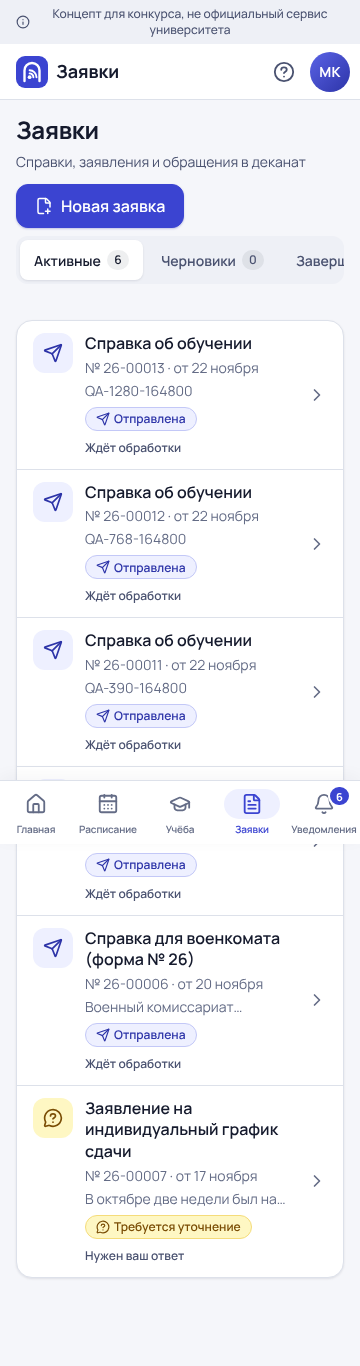 Концепт для конкурса, не официальный сервис
университета
Заявки
МК
Заявки
Справки, заявления и обращения в деканат
Новая заявка
Активные 6
Черновики 0
Заверш
Справка об обучении
№ 26-00013 · от 22 ноября
QA-1280-164800
Отправлена
Ждёт обработки
Справка об обучении
№ 26-00012 · от 22 ноября
QA-768-164800
Отправлена
Ждёт обработки
Справка об обучении
№ 26-00011 · от 22 ноября
QA-390-164800
Отправлена
Ждёт обработки
Главная
Расписание
Учёба
Заявки
6
Уведомления
Отправлена
Ждёт обработки
Справка для военкомата
(форма № 26)
№ 26-00006 · от 20 ноября
Военный комиссариат…
Отправлена
Ждёт обработки
Заявление на
индивидуальный график
сдачи
№ 26-00007 · от 17 ноября
В октябре две недели был на…
Требуется уточнение
Нужен ваш ответ